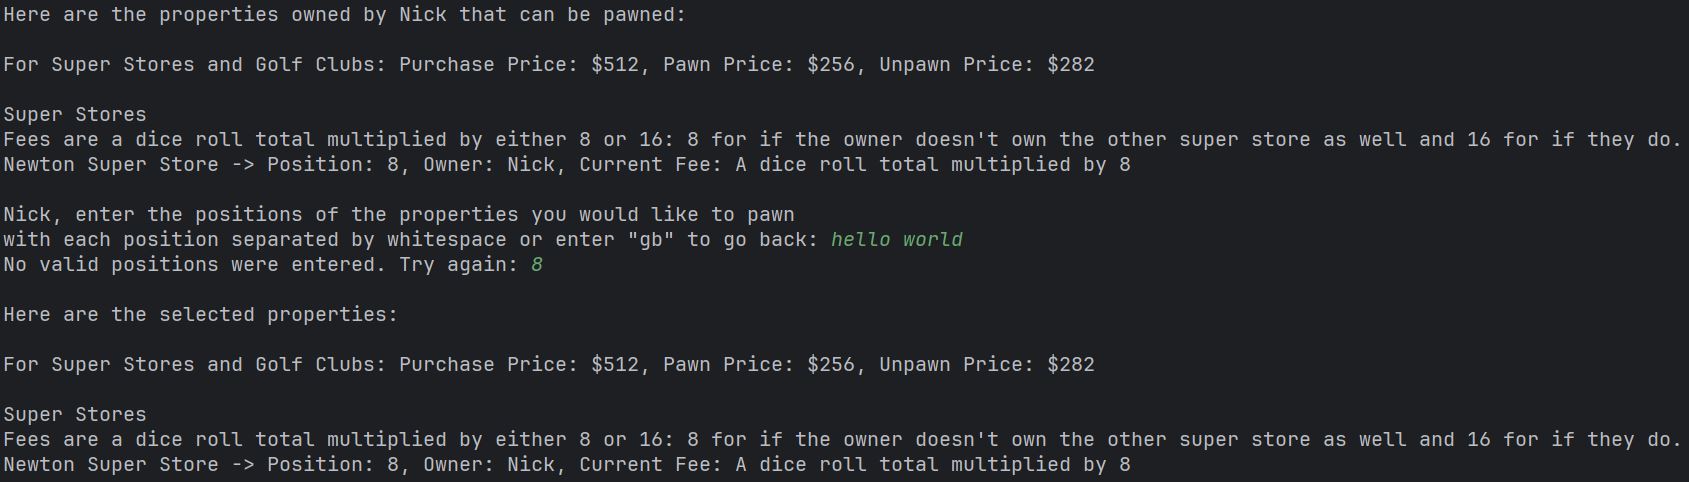 Here are the properties owned by Nick that can be pawned:
For Super Stores and Golf Clubs: Purchase Price: $512, Pawn Price: $256, Unpawn Price: $282
Super Stores
Fees are a dice roll total multiplied by either 8 or 16: 8 for if the owner doesn't own the other super store as well and 16 for if they do.
Newton Super Store -> Position: 8, Owner: Nick, Current Fee: A dice roll total multiplied by 8
Nick, enter the positions of the properties you would like to pawn
with each position separated by whitespace or enter "gb" to go back: hello world
No valid positions were entered. Try again: 8
Here are the selected properties:
For Super Stores and Golf Clubs: Purchase Price: $512, Pawn Price: $256, Unpawn Price: $282
Super Stores
Fees are a dice roll total multiplied by either 8 or 16: 8 for if the owner doesn't own the other super store as well and 16 for if they do.
Newton Super Store -> Position: 8, Owner: Nick, Current Fee: A dice roll total multiplied by 8